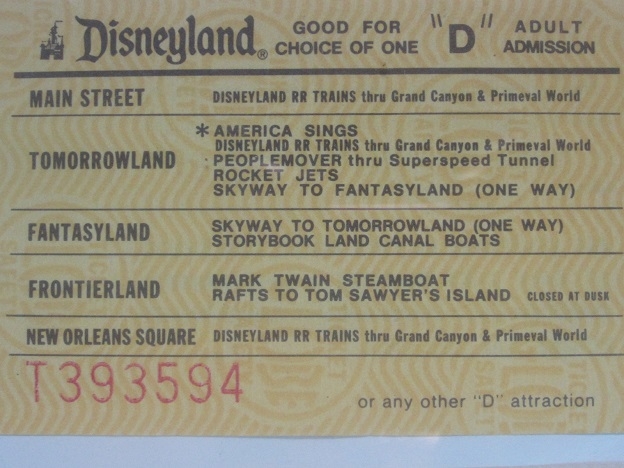 Disneyland® GOOD FOR CHOICE OF ONE "D" ADULT ADMISSION
MAIN STREET DISNEYLAND RR TRAINS thru Grand Canyon & Primeval World
TOMORROWLAND
*AMERICA SINGS
DISNEYLAND RR TRAINS thru Grand Canyon & Primeval World
PEOPLEMOVER thru Superspeed Tunnel
ROCKET JETS
SKYWAY TO FANTASYLAND (ONE WAY)
FANTASYLAND
SKYWAY TO TOMORROWLAND (ONE WAY)
STORYBOOK LAND CANAL BOATS
FRONTIERLAND
MARK TWAIN STEAMBOAT
RAFTS TO TOM SAWYER'S ISLAND CLOSED AT DUSK
NEW ORLEANS SQUARE DISNEYLAND RR TRAINS thru Grand Canyon & Primeval World
T393594
or any other "D" attraction